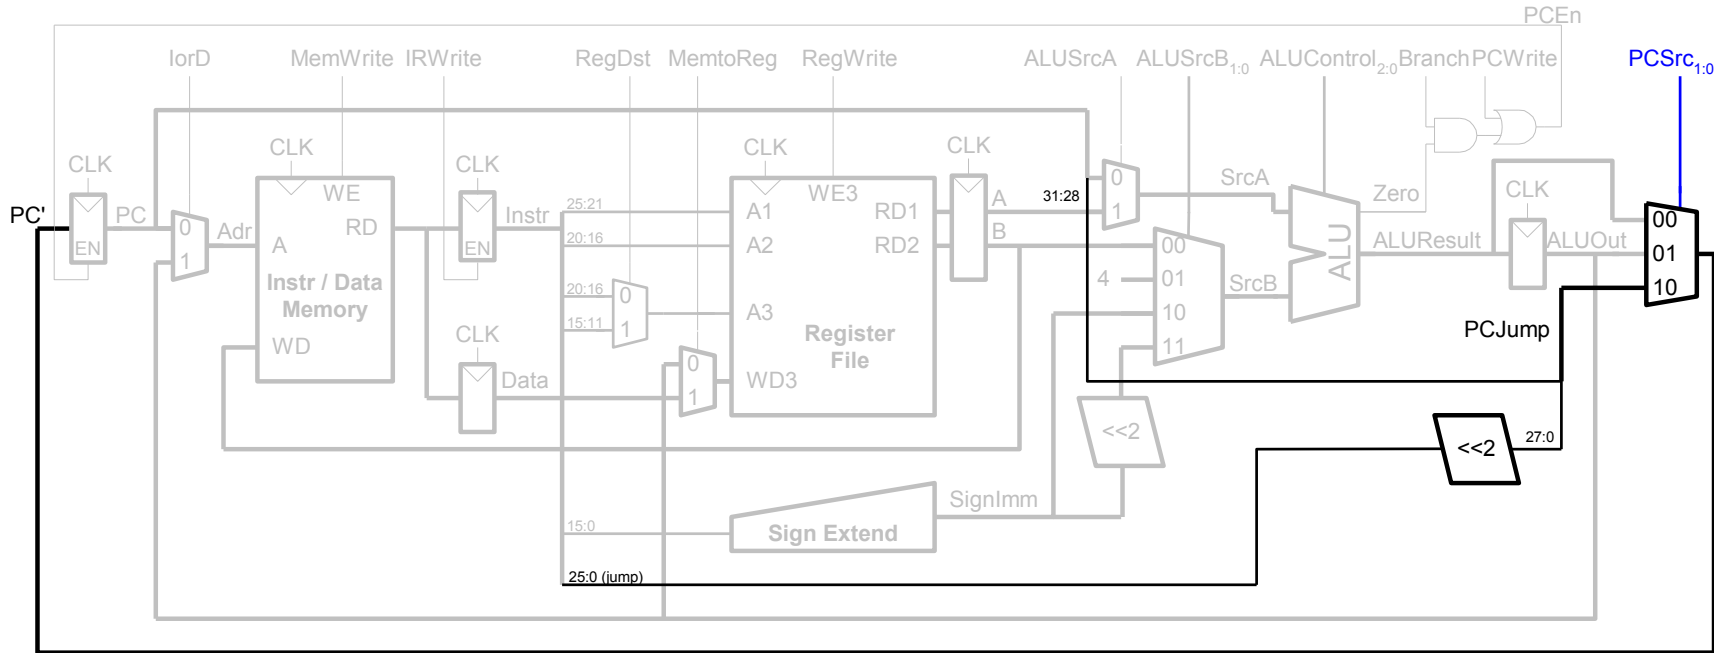 PCEn
IorD MemWrite IRWrite RegDst MemtoReg RegWrite ALUSrcA ALUSrcB1:0 ALUControl2:0 Branch PCWrite PCSrc1:0
CLK CLK CLK CLK CLK CLK
PC' PC EN
0 1 Adr
WE A RD Instr / Data Memory WD
EN Instr
CLK Data
25:21
20:16
20:16
15:11
0 1
0 1
A1 A2 A3 WD3 WE3 RD1 RD2 Register File
A
B
31:28
0 1
SrcA
00
4 01
10
11
SrcB
ALU
Zero
ALUResult
CLK
ALUOut
00
01
10
PCJump
<<2
<<2
27:0
SignImm
15:0
Sign Extend
25:0 (jump)